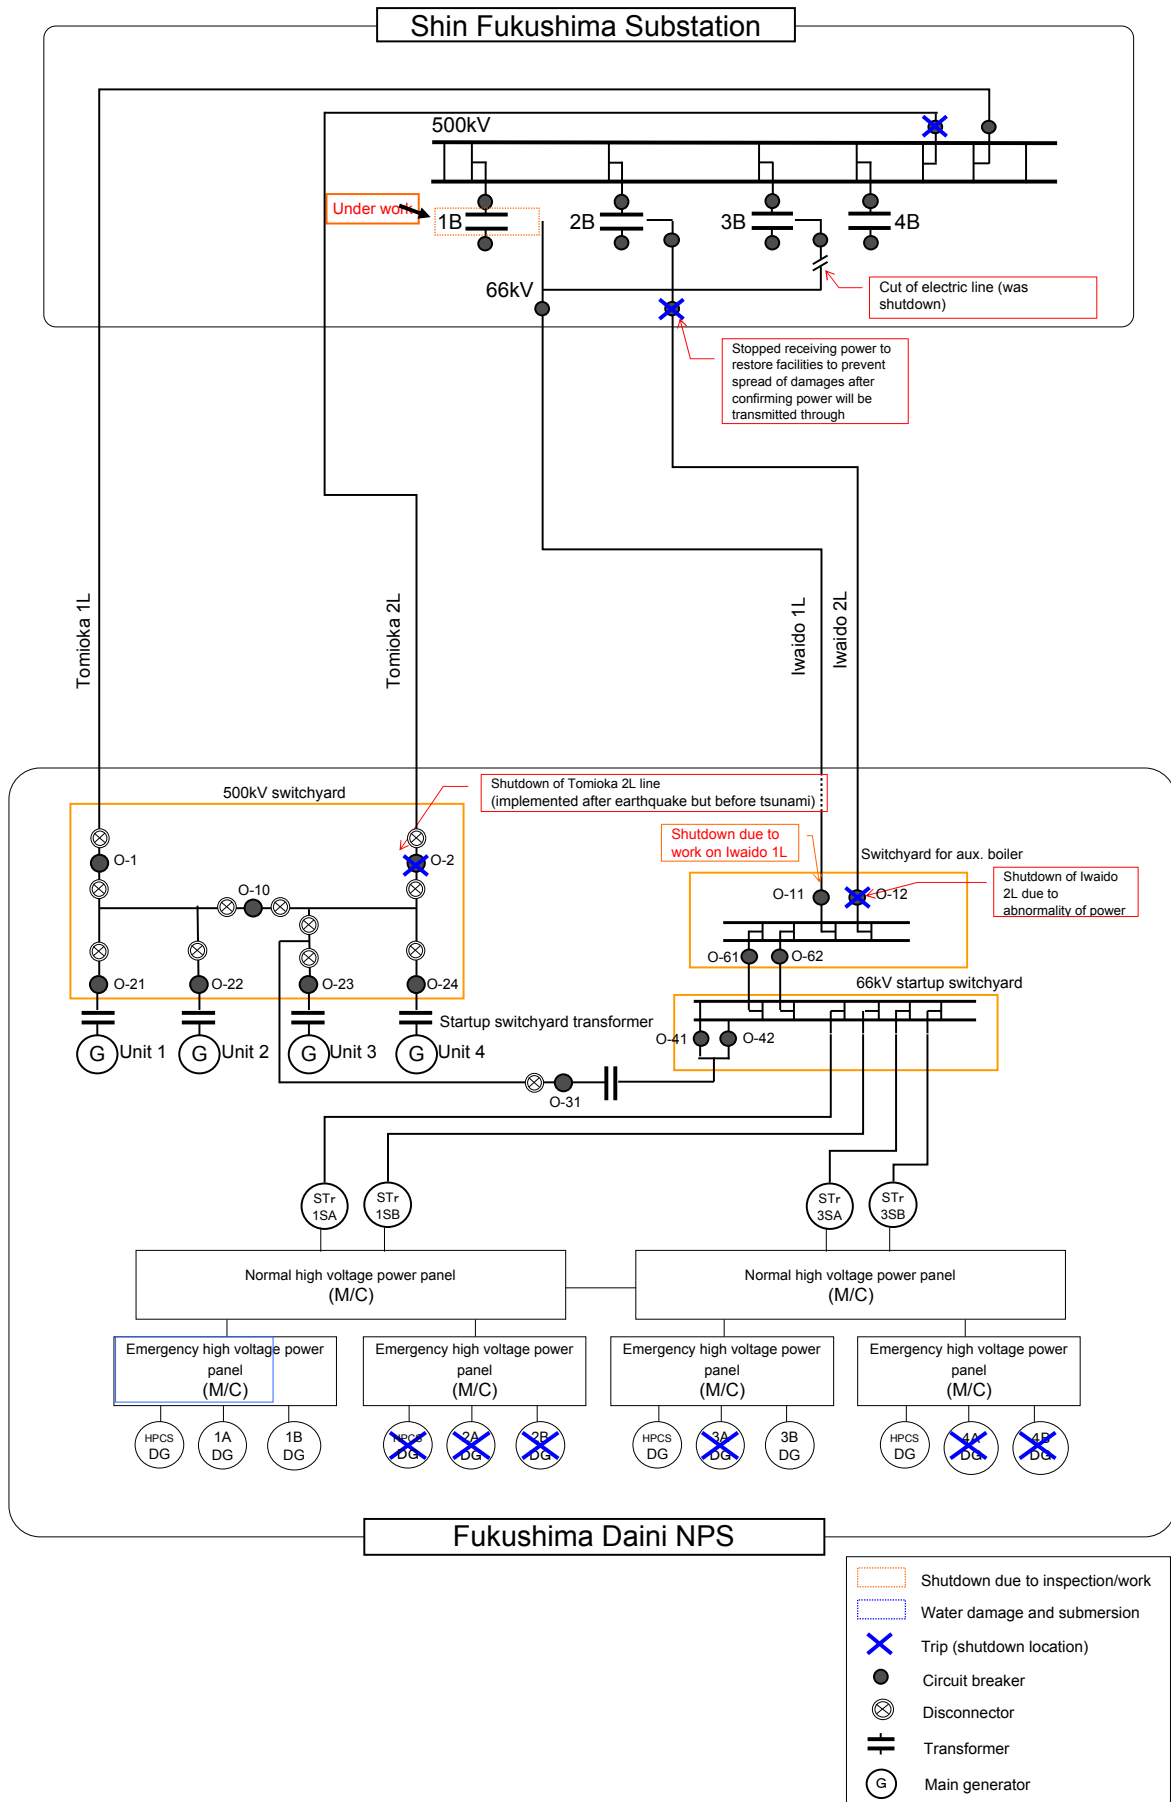 Shin Fukushima Substation
500kV
Under work
1B
2B
3B
4B
66kV
Cut of electric line (was
shutdown)
Stopped receiving power to
restore facilities to prevent
spread of damages after
confirming power will be
transmitted through
Tomioka 1L
Tomioka 2L
Iwaido 1L
Iwaido 2L
500kV switchyard
Shutdown of Tomioka 2L line
(implemented after earthquake but before tsunami)
Shutdown due to
work on Iwaido 1L
Switchyard for aux. boiler
Shutdown of Iwaido
2L due to
abnormality of power
O-1
O-2
O-10
O-11
O-12
O-61
O-62
O-21
O-22
O-23
O-24
66kV startup switchyard
Startup switchyard transformer
O-41
O-42
G Unit 1
G Unit 2
G Unit 3
G Unit 4
O-31
STr
1SA
STr
1SB
STr
3SA
STr
3SB
Normal high voltage power panel
(M/C)
Normal high voltage power panel
(M/C)
Emergency high voltage power
panel
(M/C)
Emergency high voltage power
panel
(M/C)
Emergency high voltage power
panel
(M/C)
Emergency high voltage power
panel
(M/C)
HPCS
DG
1A
DG
1B
DG
HPCS
DG
2A
DG
2B
DG
HPCS
DG
3A
DG
3B
DG
HPCS
DG
4A
DG
4B
DG
Fukushima Daini NPS
Shutdown due to inspection/work
Water damage and submersion
Trip (shutdown location)
Circuit breaker
Disconnector
Transformer
G Main generator